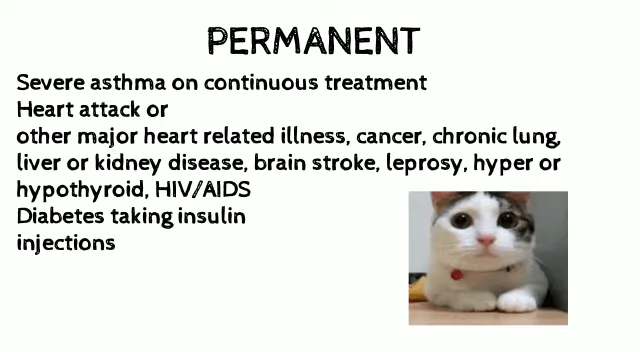 PERMANENT
Severe asthma on continuous treatment
Heart attack or
other major heart related illness, cancer, chronic lung,
liver or kidney disease, brain stroke, leprosy, hyper or
hypothyroid, HIV/AIDS
Diabetes taking insulin
injections